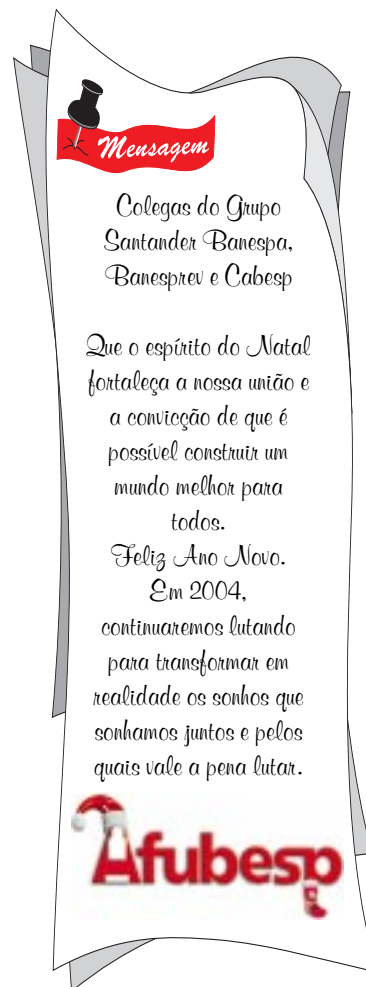 Mensagem
Colegas do Grupo
Santander Banespa,
Banesprev e Cabesp
Que o espírito do Natal
fortaleça a nossa união e
a convicção de que é
possível construir um
mundo melhor para
todos.
Feliz Ano Novo.
Em 2004,
continuaremos lutando
para transformar em
realidade os sonhos que
sonhamos juntos e pelos
quais vale a pena lutar.
Afubesp